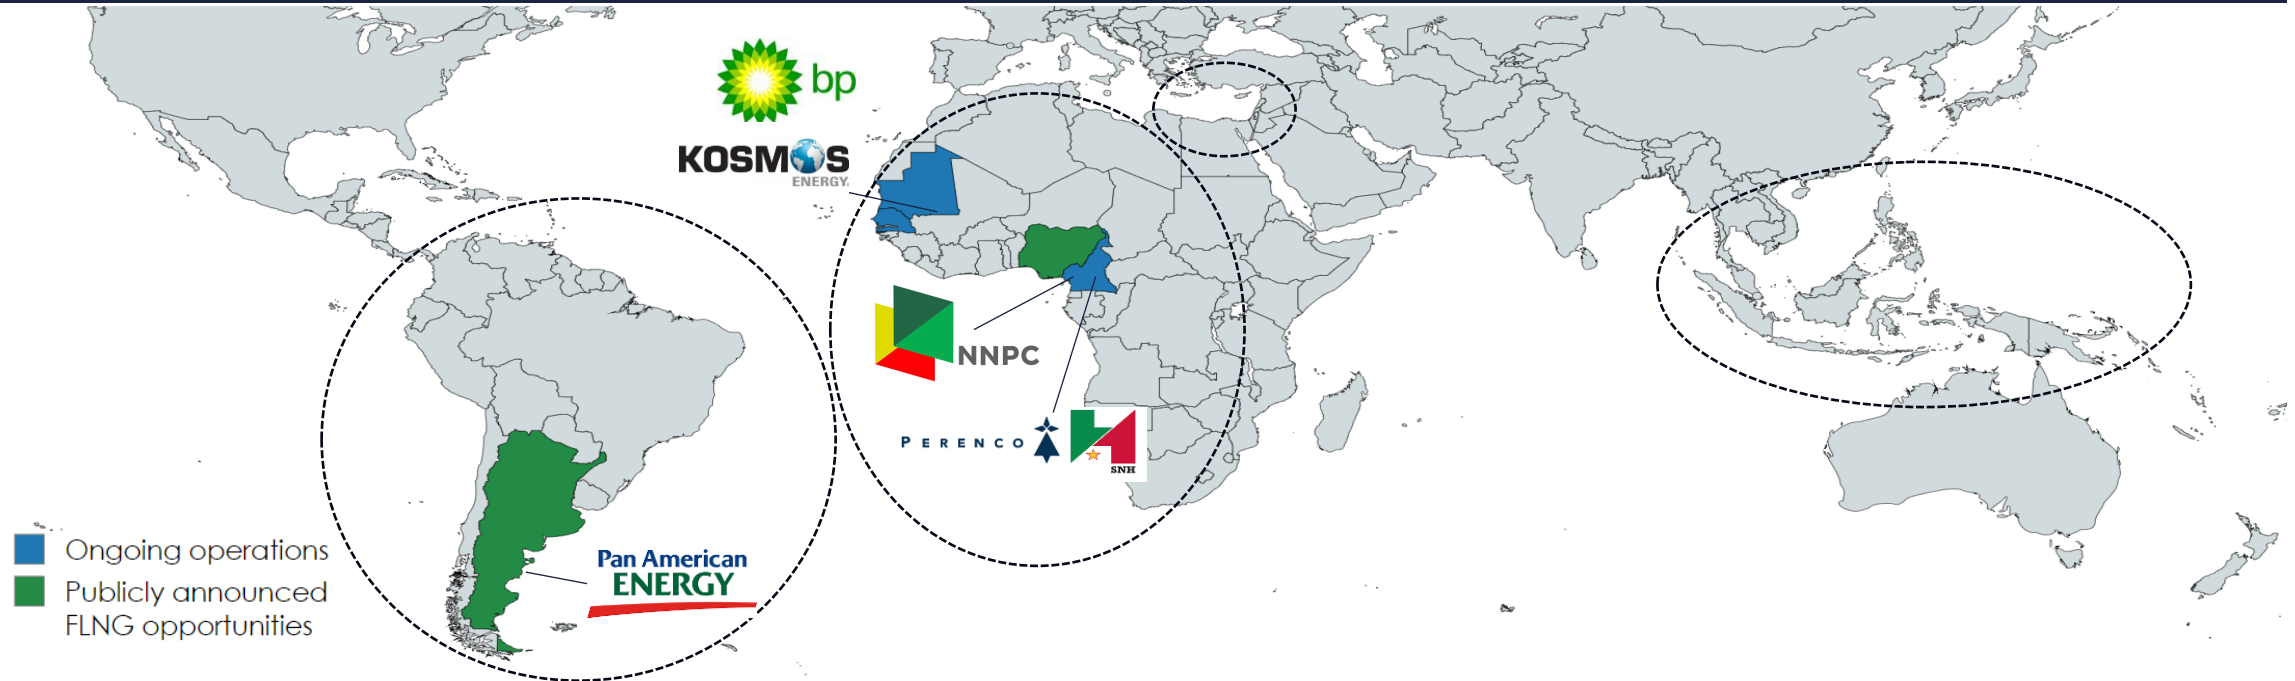 bp
KOSMOS
ENERGY.
NNPC
PERENCO
SNH
Pan American
ENERGY
Ongoing operations
Publicly announced
FLNG opportunities